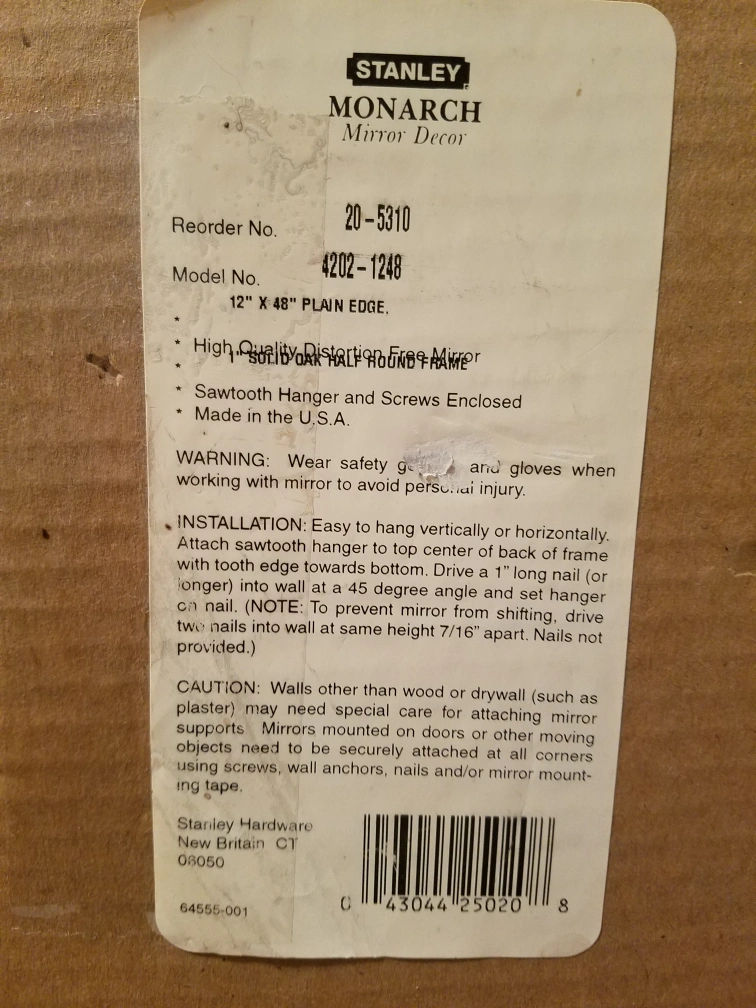 STANLEY
MONARCH
Mirror Decor
Reorder No. 20-5310
Model No. 4202-1248
12" X 48" PLAIN EDGE,
*
* High Quality Distortion Free Mirror
* 1" SOLID OAK HALF ROUND FRAME
* Sawtooth Hanger and Screws Enclosed
* Made in the U.S.A.
WARNING: Wear safety and gloves when
working with mirror to avoid personal injury.
INSTALLATION: Easy to hang vertically or horizontally.
Attach sawtooth hanger to top center of back of frame
with tooth edge towards bottom. Drive a 1" long nail (or
longer) into wall at a 45 degree angle and set hanger
on nail. (NOTE: To prevent mirror from shifting, drive
two nails into wall at same height 7/16" apart. Nails not
provided.)
CAUTION: Walls other than wood or drywall (such as
plaster) may need special care for attaching mirror
supports Mirrors mounted on doors or other moving
objects need to be securely attached at all corners
using screws, wall anchors, nails and/or mirror mount-
ing tape.
Stanley Hardware
New Britain CT
06050
64555-001
0 43044 25020 8